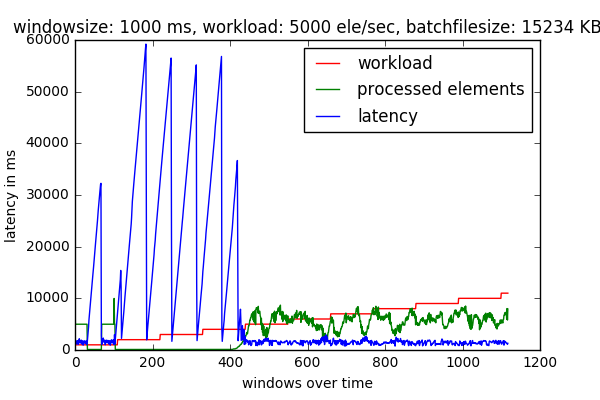 windowsize: 1000 ms, workload: 5000 ele/sec, batchfilesize: 15234 KB
60000
50000
40000
30000
20000
10000
0
latency in ms
workload
processed elements
latency
0 200 400 600 800 1000 1200
windows over time